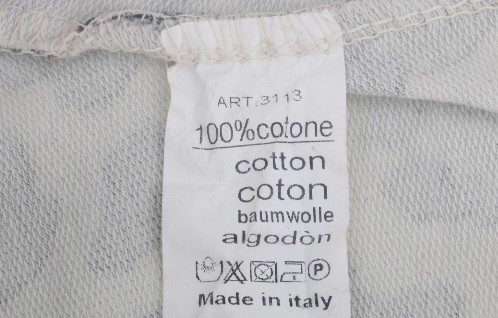 ART.3113
100%cotone
cotton
coton
baumwolle
algodòn
P
Made in italy